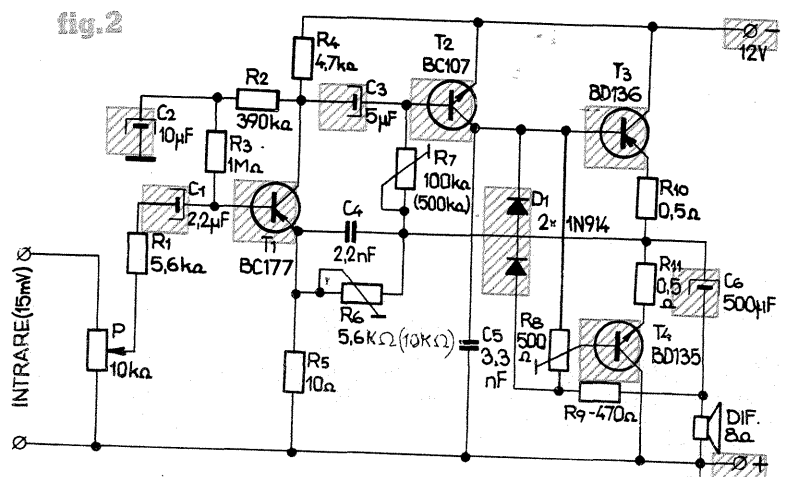 fig.2
R4
4,7kΩ
T2
BC107
12V
-
T3
BD136
C2
10µF
R2
390kΩ
C3
5µF
R3
1MΩ
R7
100kΩ
(500kΩ)
R10
0,5Ω
C1
2,2µF
D1
2× 1N914
R1
5,6kΩ
T1
BC177
C4
2,2nF
R11
0,5
Ω
C6
500µF
INTRARE(15mV)
P
10kΩ
R6
5,6KΩ(10KΩ)
C5
3,3
nF
R8
500
Ω
T4
BD135
R5
10Ω
R9-470Ω
DIF.
8Ω
+